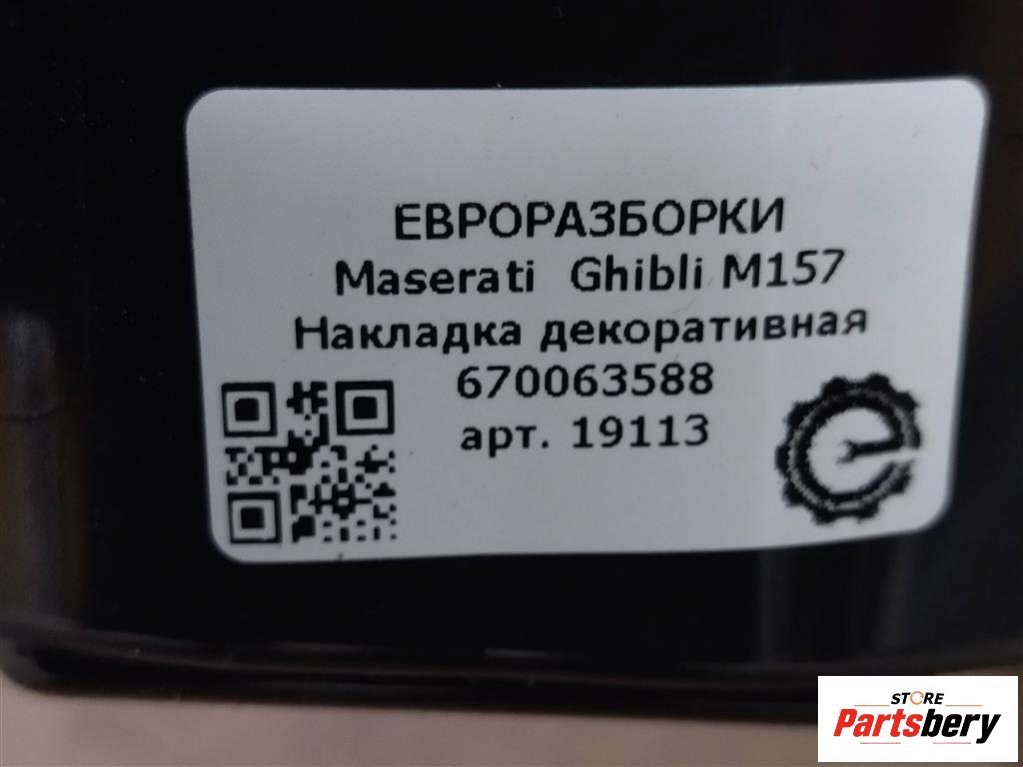 ЕВРОРАЗБОРКИ
Maserati Ghibli M157
Накладка декоративная
670063588
арт. 19113
STORE
Partsbery